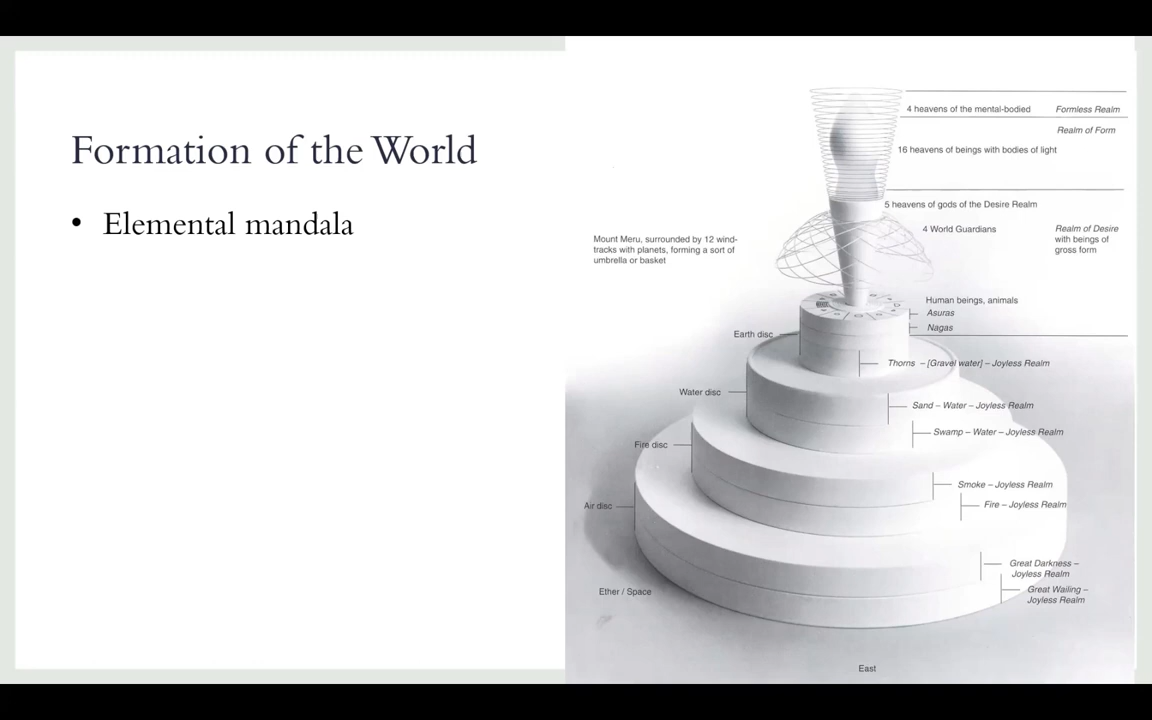 Formation of the World
• Elemental mandala
4 heavens of the mental-bodied
Formless Realm
Realm of Form
16 heavens of beings with bodies of light
5 heavens of gods of the Desire Realm
4 World Guardians
Realm of Desire
with beings of
gross form
Mount Meru, surrounded by 12 wind-
tracks with planets, forming a sort of
umbrella or basket
Human beings, animals
Asuras
Nagas
Earth disc
Thorns – [Gravel water] – Joyless Realm
Water disc
Sand – Water – Joyless Realm
Swamp – Water – Joyless Realm
Fire disc
Smoke – Joyless Realm
Fire – Joyless Realm
Air disc
Great Darkness –
Joyless Realm
Great Wailing –
Joyless Realm
Ether / Space
East